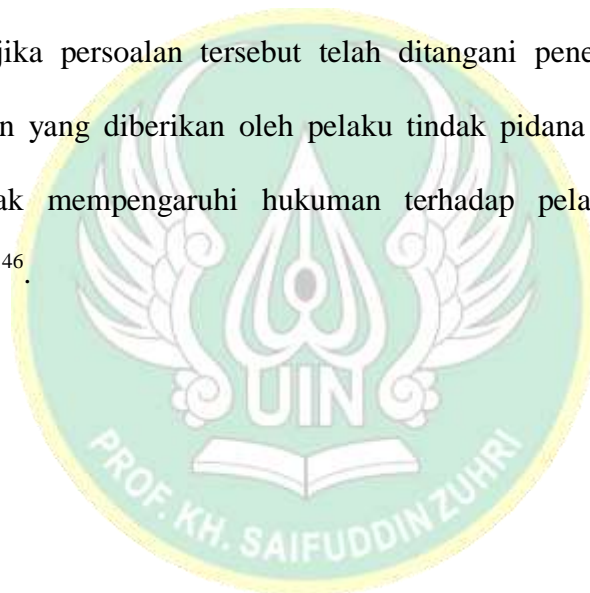 jika persoalan tersebut telah ditangani pene
n yang diberikan oleh pelaku tindak pidana
ak mempengaruhi hukuman terhadap pela
46.
UIN
PROF. KH. SAIFUDDIN ZUHRI